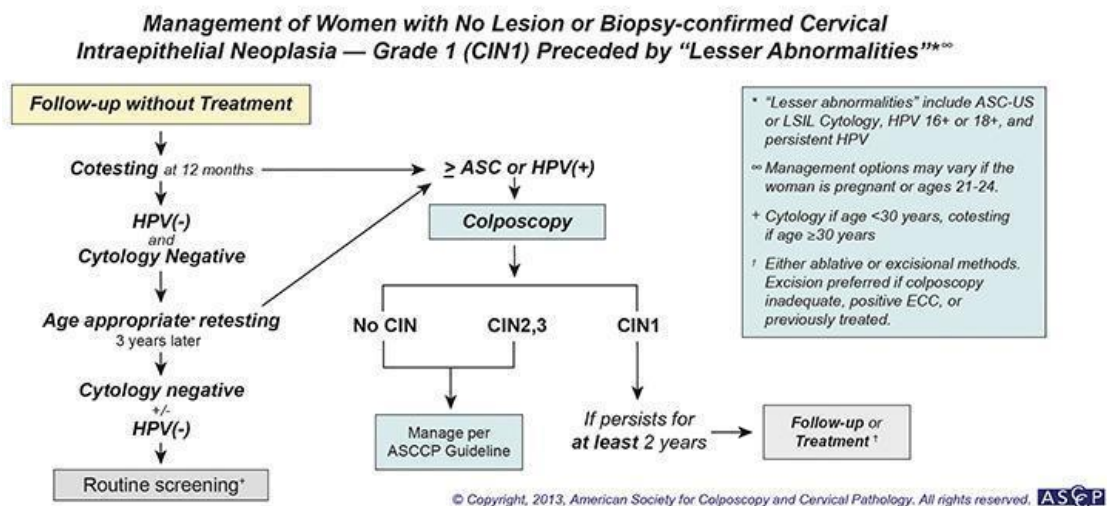 Management of Women with No Lesion or Biopsy-confirmed Cervical
Intraepithelial Neoplasia — Grade 1 (CIN1) Preceded by “Lesser Abnormalities”*∞
Follow-up without Treatment
Cotesting at 12 months
HPV(-)
and
Cytology Negative
Age appropriate⁺ retesting
3 years later
Cytology negative
+/-
HPV(-)
Routine screening⁺
≥ ASC or HPV(+)
Colposcopy
No CIN
CIN2,3
CIN1
Manage per
ASCCP Guideline
If persists for
at least 2 years
Follow-up or
Treatment †
* "Lesser abnormalities" include ASC-US
or LSIL Cytology, HPV 16+ or 18+, and
persistent HPV
∞ Management options may vary if the
woman is pregnant or ages 21-24.
+ Cytology if age <30 years, cotesting
if age ≥30 years
† Either ablative or excisional methods.
Excision preferred if colposcopy
inadequate, positive ECC, or
previously treated.
© Copyright, 2013, American Society for Colposcopy and Cervical Pathology. All rights reserved.
ASCCP